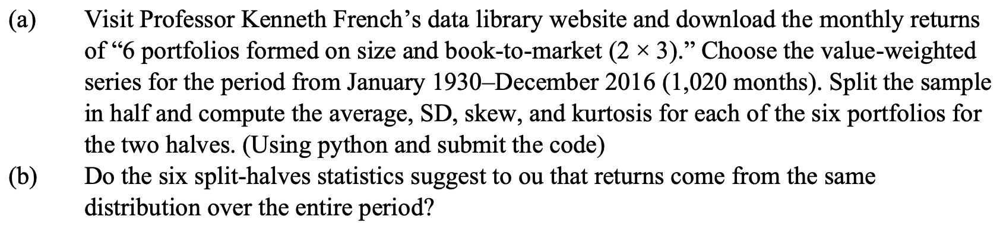 (a) Visit Professor Kenneth French’s data library website and download the monthly returns
of “6 portfolios formed on size and book-to-market (2 × 3).” Choose the value-weighted
series for the period from January 1930–December 2016 (1,020 months). Split the sample
in half and compute the average, SD, skew, and kurtosis for each of the six portfolios for
the two halves. (Using python and submit the code)
(b) Do the six split-halves statistics suggest to ou that returns come from the same
distribution over the entire period?